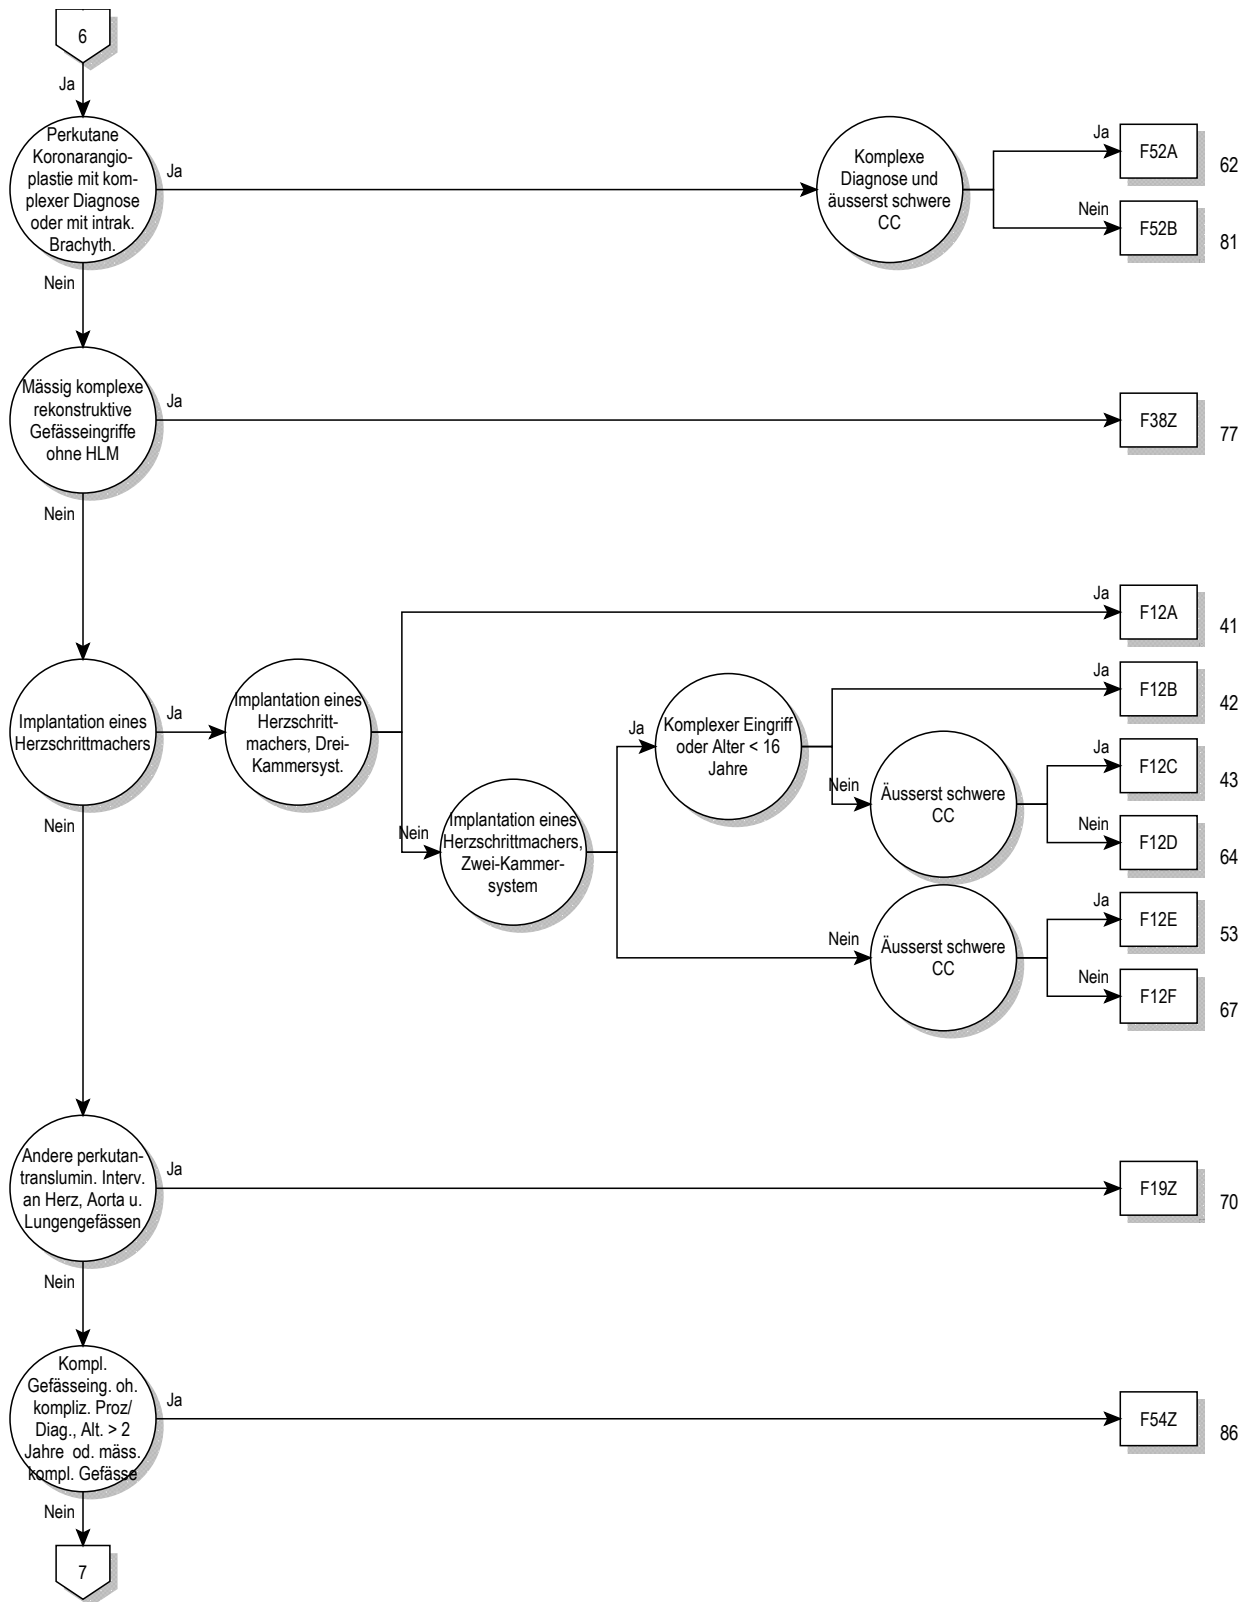 6
Ja
Perkutane
Koronarangio-
plastie mit kom-
plexer Diagnose
oder mit intrak.
Brachyth.
Ja
Komplexe
Diagnose und
äusserst schwere
CC
Ja
F52A
62
Nein
F52B
81
Nein
Mässig komplexe
rekonstruktive
Gefässeingriffe
ohne HLM
Ja
F38Z
77
Nein
Implantation eines
Herzschrittmachers
Ja
Implantation eines
Herzschritt-
machers, Drei-
Kammersyst.
Ja
F12A
41
Nein
Implantation eines
Herzschrittmachers,
Zwei-Kammer-
system
Ja
Komplexer Eingriff
oder Alter < 16
Jahre
Ja
F12B
42
Nein
Äusserst schwere
CC
Ja
F12C
43
Nein
F12D
64
Nein
Äusserst schwere
CC
Ja
F12E
53
Nein
F12F
67
Nein
Andere perkutan-
translumin. Interv.
an Herz, Aorta u.
Lungengefässen
Ja
F19Z
70
Nein
Kompl.
Gefässeing. oh.
kompliz. Proz/
Diag., Alt. > 2
Jahre od. mäss.
kompl. Gefässe
Ja
F54Z
86
Nein
7